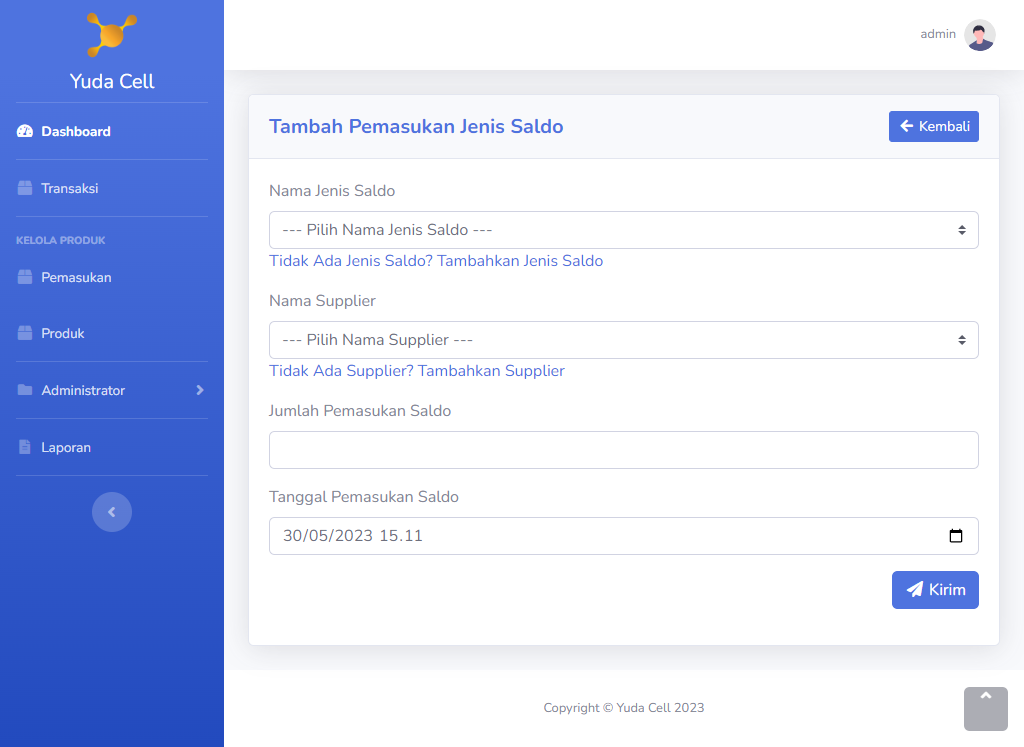 Yuda Cell
Dashboard
Transaksi
KELOLA PRODUK
Pemasukan
Produk
Administrator
Laporan
admin
Tambah Pemasukan Jenis Saldo
Kembali
Nama Jenis Saldo
--- Pilih Nama Jenis Saldo ---
Tidak Ada Jenis Saldo? Tambahkan Jenis Saldo
Nama Supplier
--- Pilih Nama Supplier ---
Tidak Ada Supplier? Tambahkan Supplier
Jumlah Pemasukan Saldo
Tanggal Pemasukan Saldo
30/05/2023 15.11
Kirim
Copyright © Yuda Cell 2023